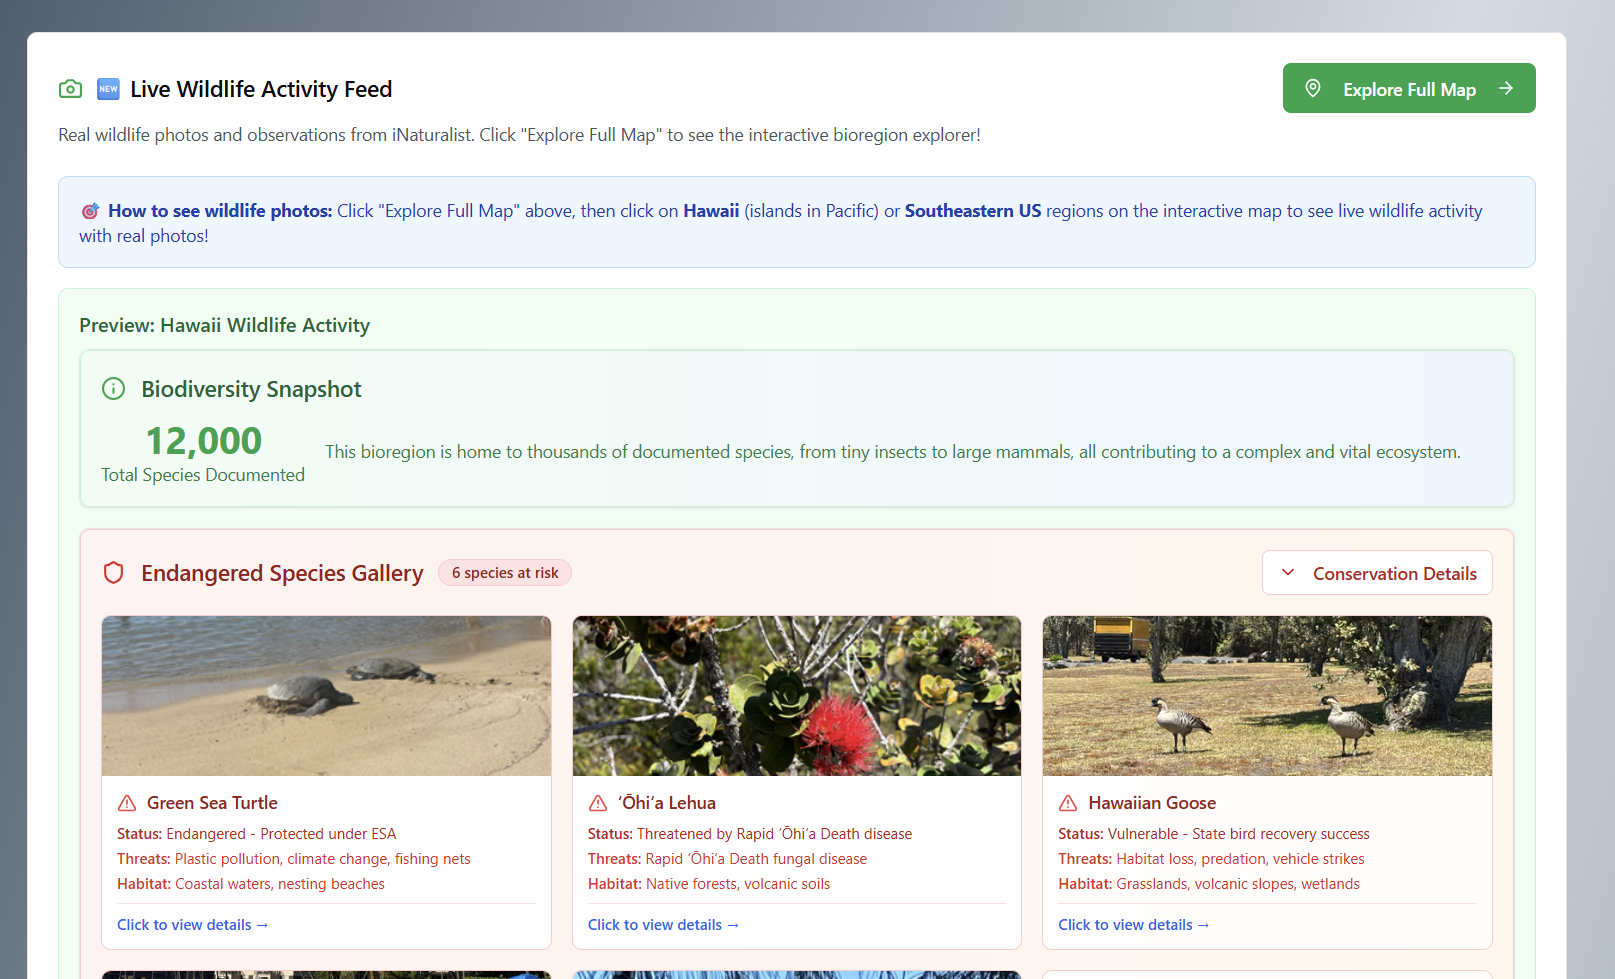 NEW Live Wildlife Activity Feed
Explore Full Map →
Real wildlife photos and observations from iNaturalist. Click "Explore Full Map" to see the interactive bioregion explorer!
How to see wildlife photos: Click "Explore Full Map" above, then click on Hawaii (islands in Pacific) or Southeastern US regions on the interactive map to see live wildlife activity
with real photos!
Preview: Hawaii Wildlife Activity
Biodiversity Snapshot
12,000
Total Species Documented
This bioregion is home to thousands of documented species, from tiny insects to large mammals, all contributing to a complex and vital ecosystem.
Endangered Species Gallery
6 species at risk
Conservation Details
Green Sea Turtle
Status: Endangered - Protected under ESA
Threats: Plastic pollution, climate change, fishing nets
Habitat: Coastal waters, nesting beaches
Click to view details →
ʻŌhiʻa Lehua
Status: Threatened by Rapid ʻŌhiʻa Death disease
Threats: Rapid ʻŌhiʻa Death fungal disease
Habitat: Native forests, volcanic soils
Click to view details →
Hawaiian Goose
Status: Vulnerable - State bird recovery success
Threats: Habitat loss, predation, vehicle strikes
Habitat: Grasslands, volcanic slopes, wetlands
Click to view details →